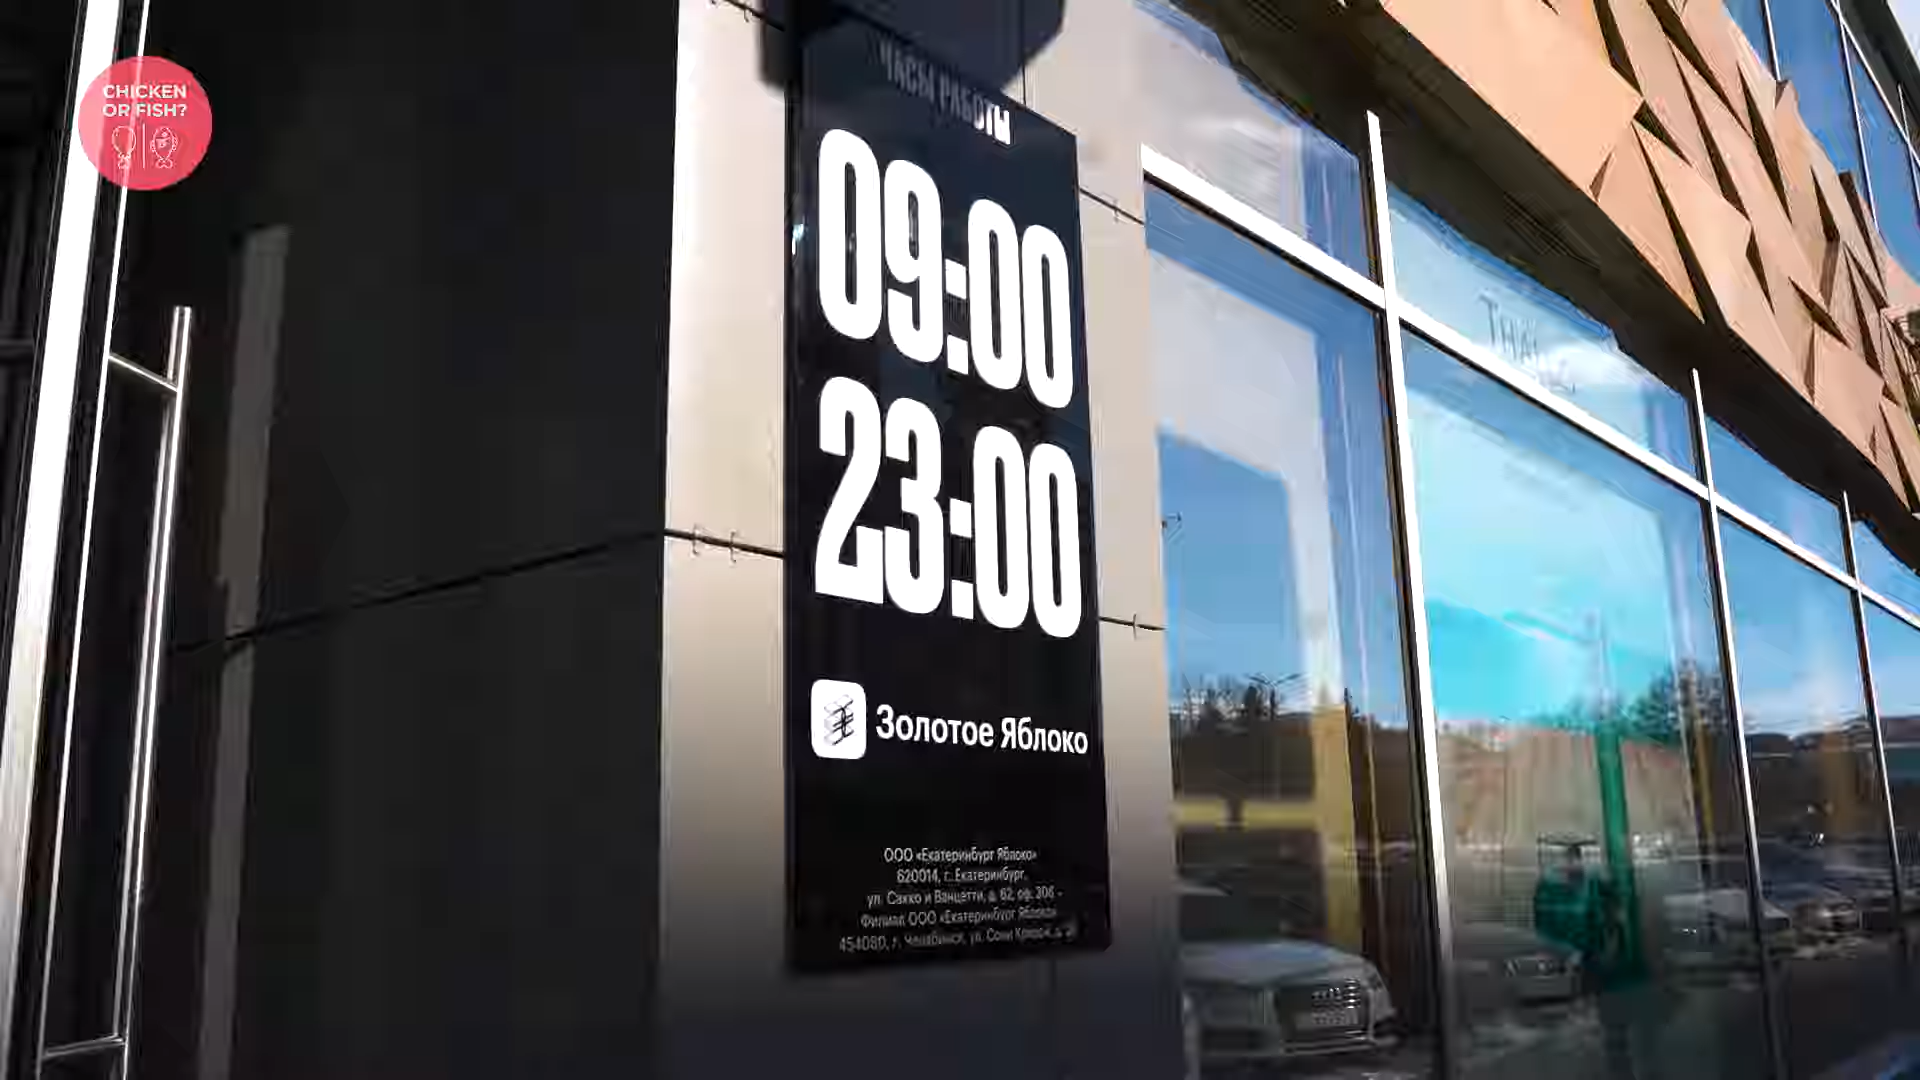 CHICKEN
OR FISH?
ЧАСЫ РАБОТЫ
09:00
23:00
Золотое Яблоко
ООО «Екатеринбург Яблоко»
620014, г. Екатеринбург,
ул. Сакко и Ванцетти, д. 62, оф. 306 -
Филиал ООО «Екатеринбург Яблоко»
454080, г. Челябинск, ул. Сони Кривой, д.